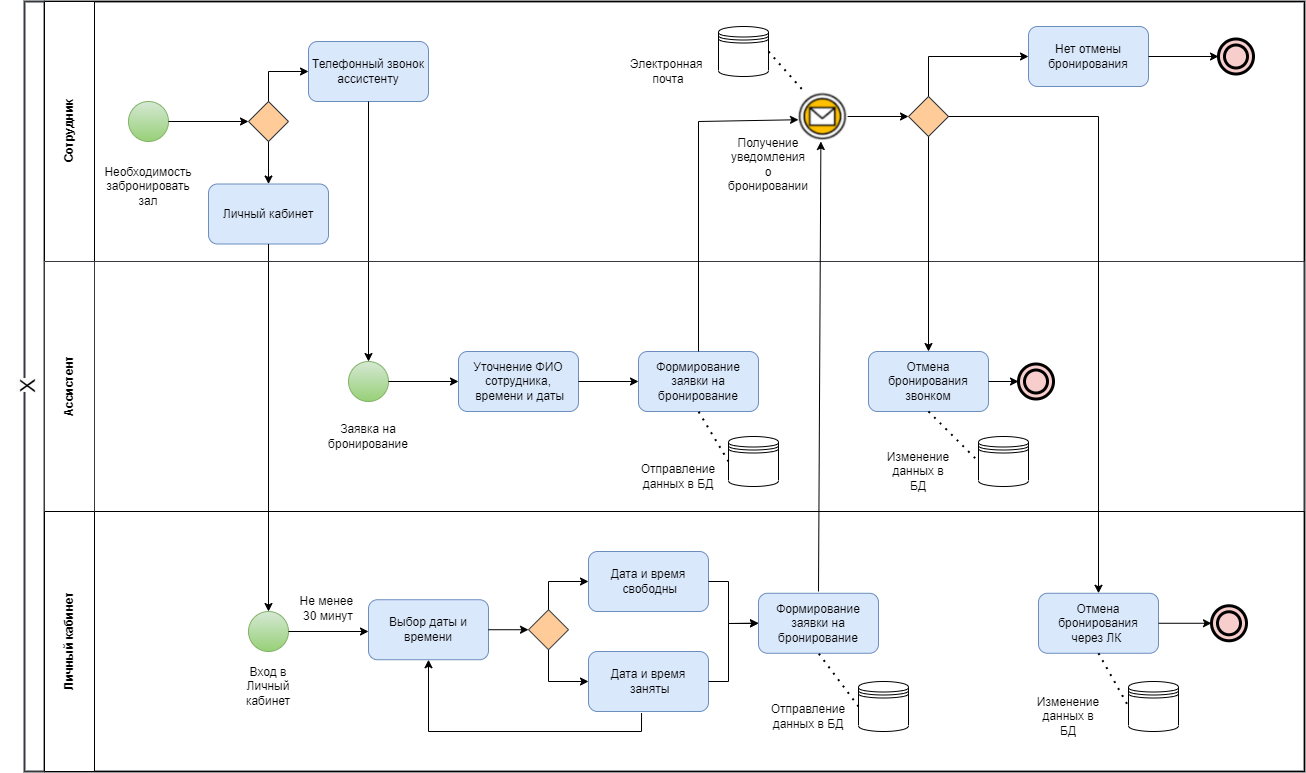 X
Сотрудник
Необходимость
забронировать
зал
Телефонный звонок
ассистенту
Личный кабинет
Электронная
почта
Получение
уведомления
о
бронировании
Нет отмены
бронирования
Ассистент
Заявка на
бронирование
Уточнение ФИО
сотрудника,
времени и даты
Формирование
заявки на
бронирование
Отправление
данных в БД
Отмена
бронирования
звонком
Изменение
данных в
БД
Личный кабинет
Вход в
Личный
кабинет
Не менее
30 минут
Выбор даты и
времени
Дата и время
свободны
Дата и время
заняты
Формирование
заявки на
бронирование
Отправление
данных в БД
Отмена
бронирования
через ЛК
Изменение
данных в
БД